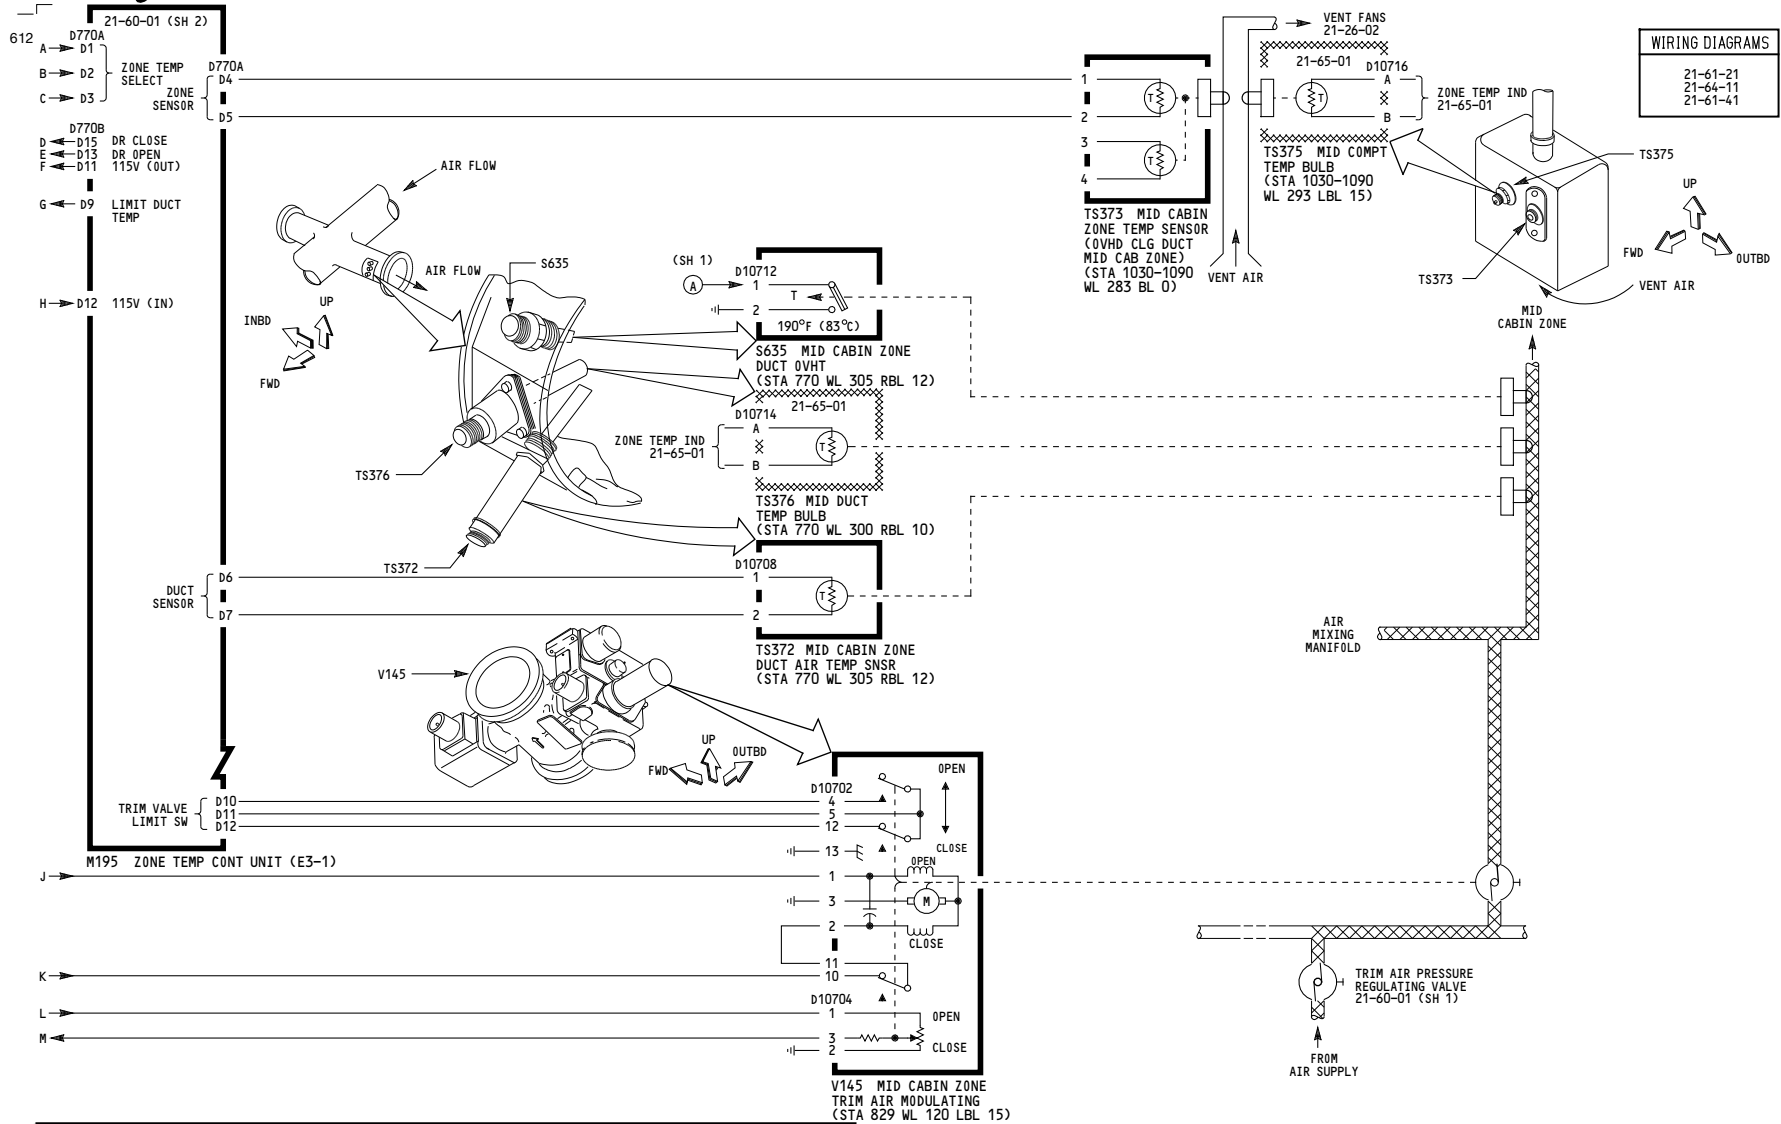 21-60-01 (SH 2)
612
D770A
A D1
B D2
C D3
ZONE TEMP
SELECT
D770A
D4
ZONE
SENSOR
D5
D770B
D D15 DR CLOSE
E D13 DR OPEN
F D11 115V (OUT)
G D9 LIMIT DUCT
TEMP
H D12 115V (IN)
DUCT
SENSOR
D6
D7
TRIM VALVE
LIMIT SW
D10
D11
D12
M195 ZONE TEMP CONT UNIT (E3-1)
J
K
L
M
AIR FLOW
AIR FLOW
S635
UP
INBD
FWD
TS376
TS372
V145
UP
OUTBD
FWD
(SH 1)
A
D10712
1
T
2
190°F (83°C)
S635 MID CABIN ZONE
DUCT OVHT
(STA 770 WL 305 RBL 12)
21-65-01
D10714
A
B
T
ZONE TEMP IND
21-65-01
TS376 MID DUCT
TEMP BULB
(STA 770 WL 300 RBL 10)
D10708
1
2
T
TS372 MID CABIN ZONE
DUCT AIR TEMP SNSR
(STA 770 WL 305 RBL 12)
D10702
4
5
12
13
1
3
2
11
10
OPEN
CLOSE
OPEN
M
CLOSE
D10704
1
3
2
OPEN
CLOSE
V145 MID CABIN ZONE
TRIM AIR MODULATING
(STA 829 WL 120 LBL 15)
1
2
3
4
T
T
TS373 MID CABIN
ZONE TEMP SENSOR
(OVHD CLG DUCT
MID CAB ZONE)
(STA 1030-1090
WL 283 BL 0)
VENT FANS
21-26-02
VENT AIR
21-65-01
D10716
A
B
T
ZONE TEMP IND
21-65-01
TS375 MID COMPT
TEMP BULB
(STA 1030-1090
WL 293 LBL 15)
WIRING DIAGRAMS
21-61-21
21-64-11
21-61-41
TS375
UP
FWD
OUTBD
TS373
VENT AIR
MID
CABIN ZONE
AIR
MIXING
MANIFOLD
TRIM AIR PRESSURE
REGULATING VALVE
21-60-01 (SH 1)
FROM
AIR SUPPLY